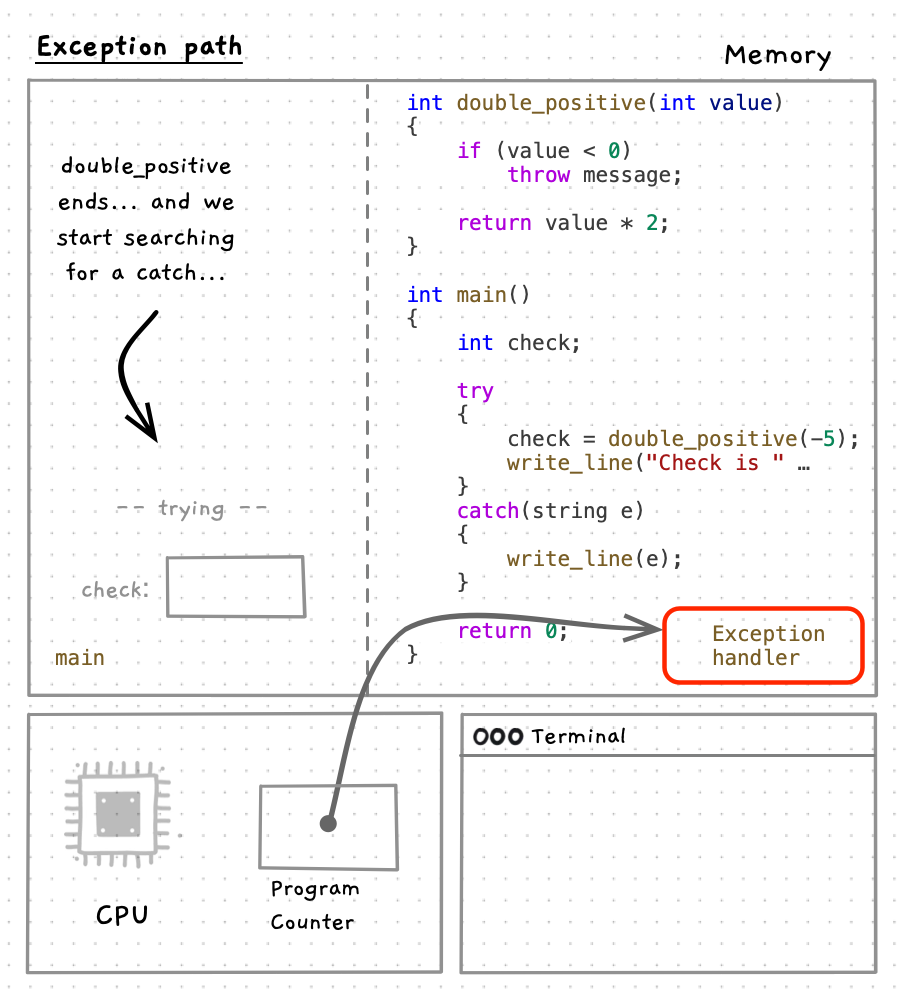 Exception path
Memory
double_positive
ends... and we
start searching
for a catch...
-- trying --
check:
main
int double_positive(int value)
{
    if (value < 0)
        throw message;

    return value * 2;
}

int main()
{
    int check;

    try
    {
        check = double_positive(-5);
        write_line("Check is " …
    }
    catch(string e)
    {
        write_line(e);
    }

    return 0;
}
Exception
handler
CPU
Program
Counter
Terminal